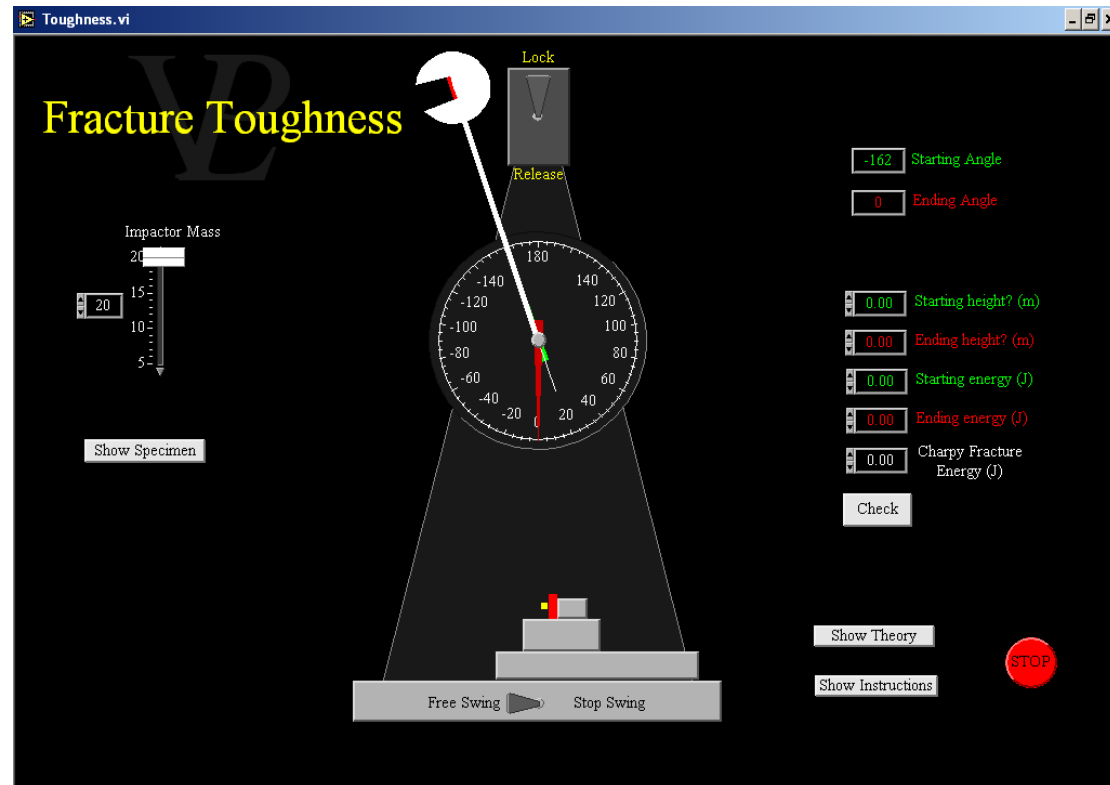 Toughness.vi
VPL
Fracture Toughness
Lock
Release
-162 Starting Angle
0 Ending Angle
Impactor Mass
20
15
10
5
20
180
-140 140
-120 120
-100 100
-80 80
-60 60
-40 40
-20 20
0
0.00 Starting height? (m)
0.00 Ending height? (m)
0.00 Starting energy (J)
0.00 Ending energy (J)
0.00 Charpy Fracture
Energy (J)
Check
Show Specimen
Show Theory
Show Instructions
STOP
Free Swing Stop Swing